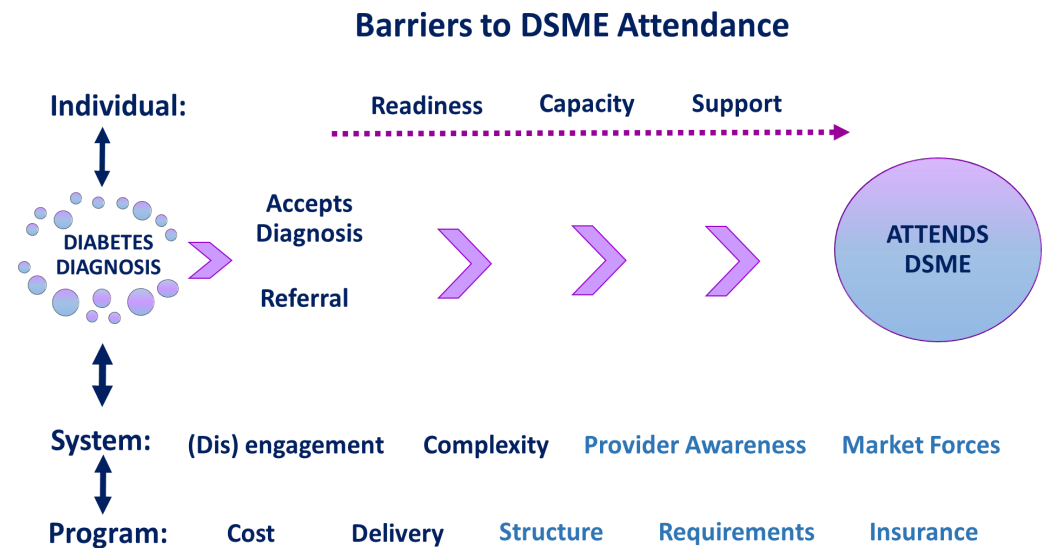 Barriers to DSME Attendance
Individual: Readiness Capacity Support
Accepts
Diagnosis
DIABETES
DIAGNOSIS
Referral
ATTENDS
DSME
System: (Dis) engagement Complexity Provider Awareness Market Forces
Program: Cost Delivery Structure Requirements Insurance